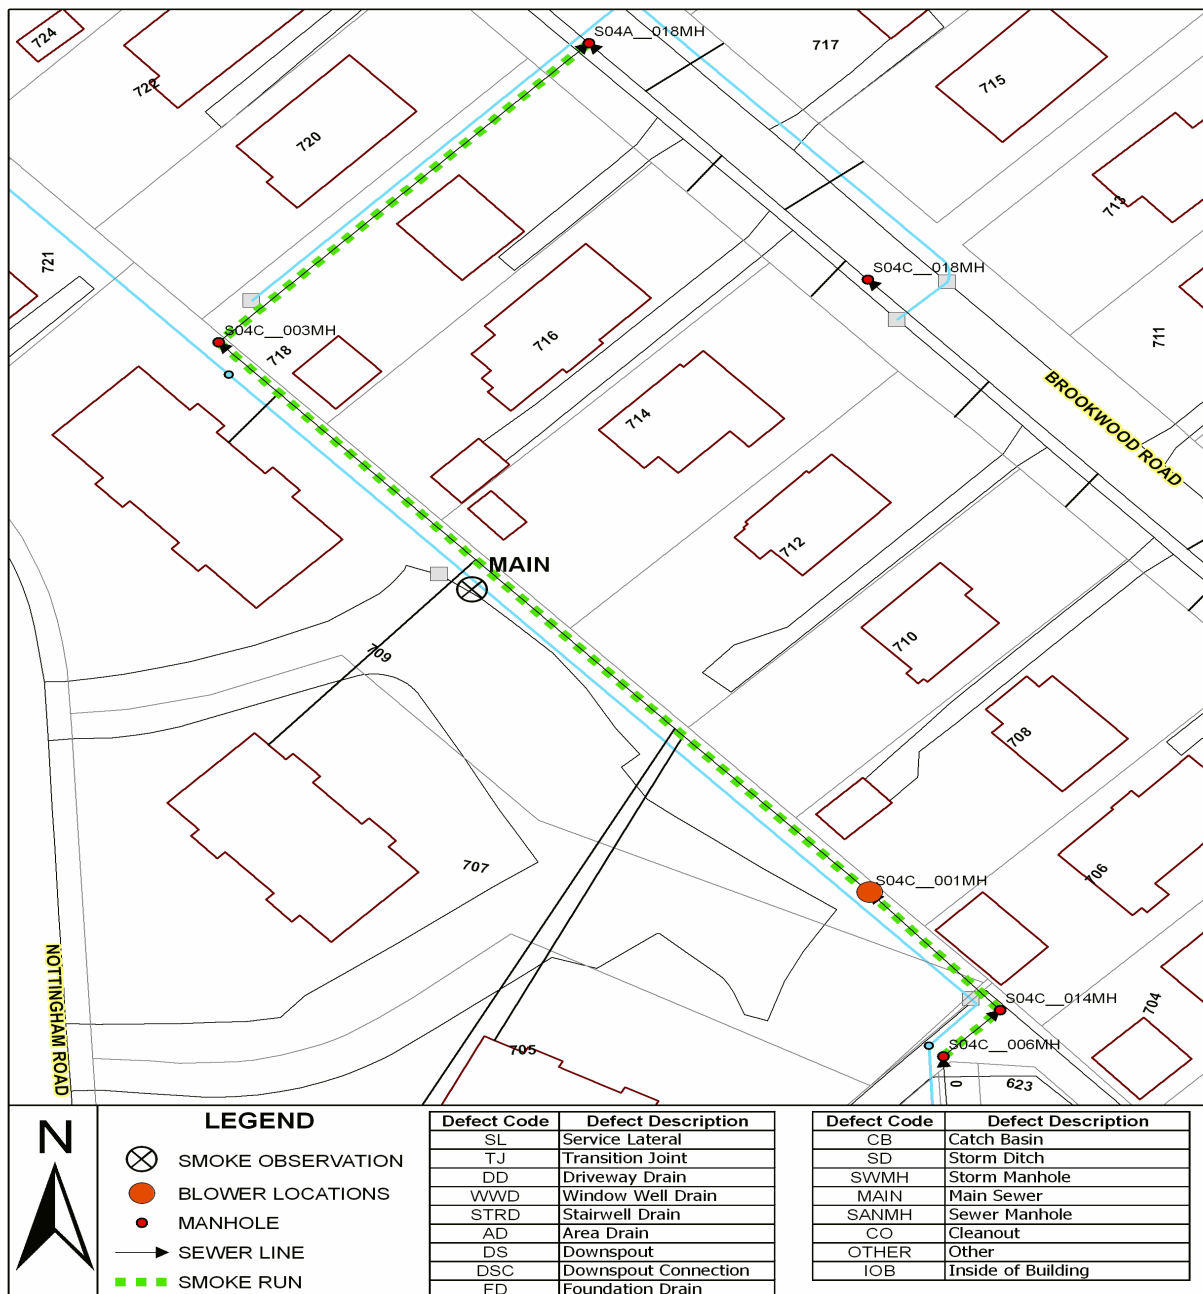 724
S04A__018MH
717
722
715
720
713
721
S04C__018MH
S04C__003MH
718
716
711
BROOKWOOD ROAD
714
712
MAIN
709
710
708
707
S04C__001MH
706
NOTTINGHAM ROAD
S04C__014MH
704
705
S04C__006MH
0
623
N
LEGEND
SMOKE OBSERVATION
BLOWER LOCATIONS
MANHOLE
SEWER LINE
SMOKE RUN
Defect Code Defect Description
SL Service Lateral
TJ Transition Joint
DD Driveway Drain
WWD Window Well Drain
STRD Stairwell Drain
AD Area Drain
DS Downspout
DSC Downspout Connection
FD Foundation Drain
Defect Code Defect Description
CB Catch Basin
SD Storm Ditch
SWMH Storm Manhole
MAIN Main Sewer
SANMH Sewer Manhole
CO Cleanout
OTHER Other
IOB Inside of Building